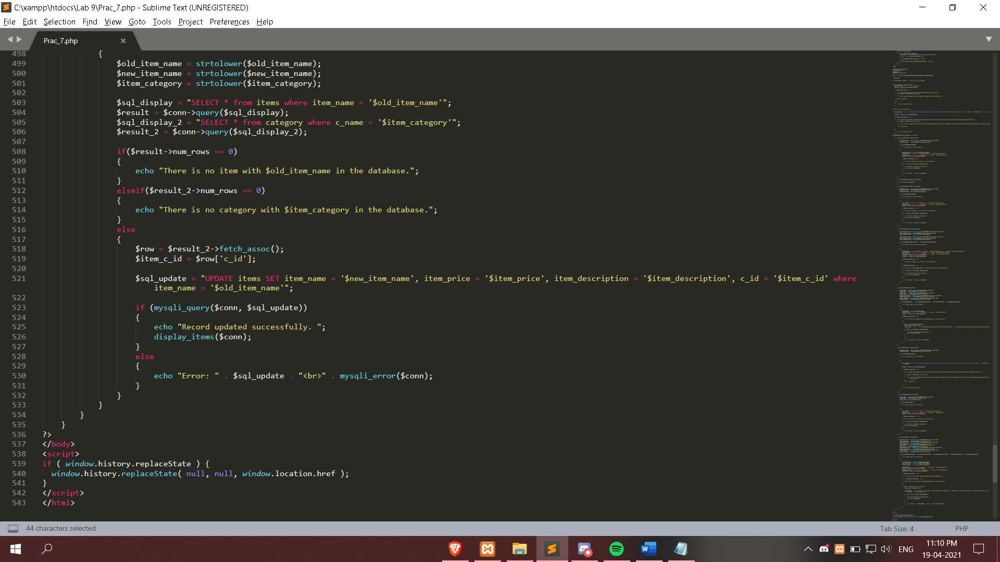 C:\xampp\htdocs\Lab 9\Prac_7.php - Sublime Text (UNREGISTERED)
File Edit Selection Find View Goto Tools Project Preferences Help
Prac_7.php
498 {
499 $old_item_name = strtolower($old_item_name);
500 $new_item_name = strtolower($new_item_name);
501 $item_category = strtolower($item_category);
502
503 $sql_display = "SELECT * from items where item_name = '$old_item_name'";
504 $result = $conn->query($sql_display);
505 $sql_display_2 = "SELECT * from category where c_name = '$item_category'";
506 $result_2 = $conn->query($sql_display_2);
507
508 if($result->num_rows == 0)
509 {
510 echo "There is no item with $old_item_name in the database.";
511 }
512 elseif($result_2->num_rows == 0)
513 {
514 echo "There is no category with $item_category in the database.";
515 }
516 else
517 {
518 $row = $result_2->fetch_assoc();
519 $item_c_id = $row['c_id'];
520
521 $sql_update = "UPDATE items SET item_name = '$new_item_name', item_price = '$item_price', item_description = '$item_description', c_id = '$item_c_id' where
item_name = '$old_item_name'";
522
523 if (mysqli_query($conn, $sql_update))
524 {
525 echo "Record updated successfully. ";
526 display_items($conn);
527 }
528 else
529 {
530 echo "Error: " . $sql_update . "<br>" . mysqli_error($conn);
531 }
532 }
533 }
534 }
535 }
536 ?>
537 </body>
538 <script>
539 if ( window.history.replaceState ) {
540 window.history.replaceState( null, null, window.location.href );
541 }
542 </script>
543 </html>
44 characters selected
Tab Size: 4
PHP
ENG
11:10 PM
19-04-2021